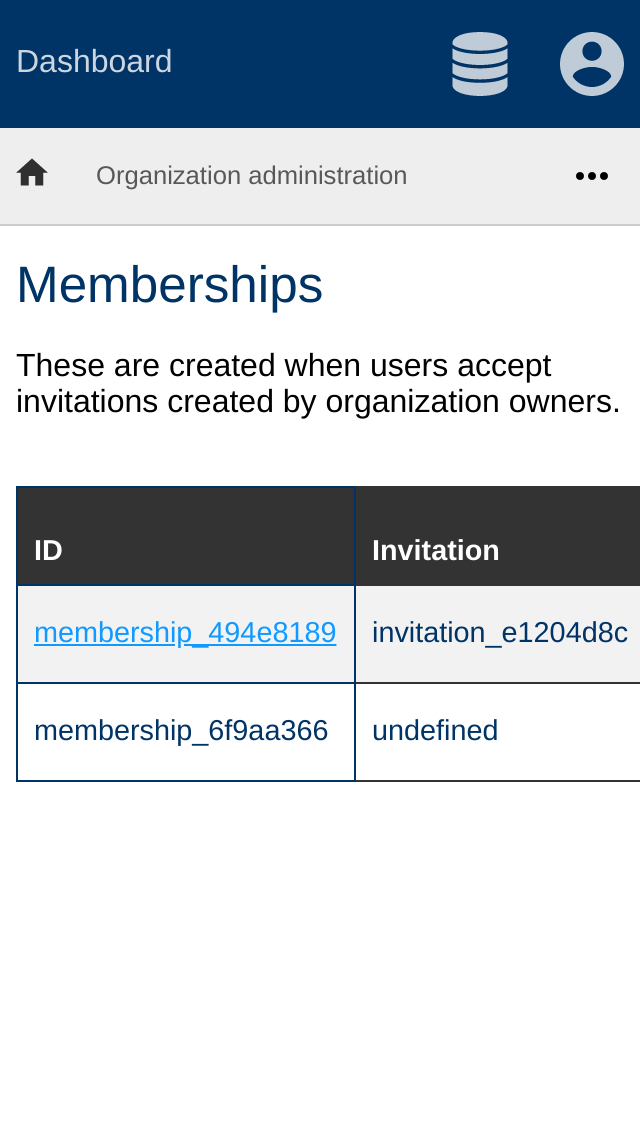 Dashboard
Organization administration
Memberships
These are created when users accept
invitations created by organization owners.
ID Invitation
membership_494e8189 invitation_e1204d8c
membership_6f9aa366 undefined